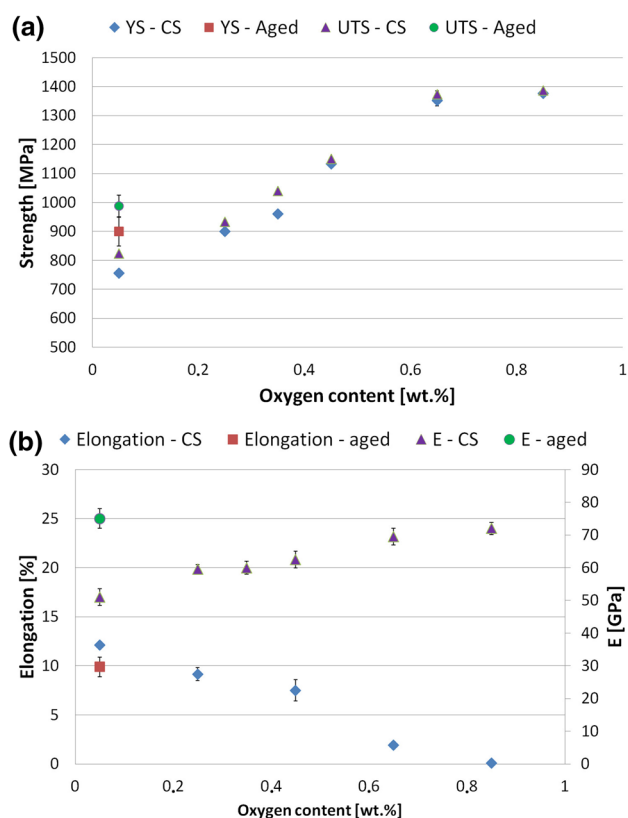 (a)
YS - CS YS - Aged UTS - CS UTS - Aged
1500
1400
1300
1200
1100
1000
900
800
700
600
500
Strength [MPa]
0 0.2 0.4 0.6 0.8 1
Oxygen content [wt.%]
(b)
Elongation - CS Elongation - aged E - CS E - aged
30 90
25 80
20 70
15 60
10 50
5 40
0 30
20
10
0
Elongation [%]
E [GPa]
0 0.2 0.4 0.6 0.8 1
Oxygen content [wt.%]